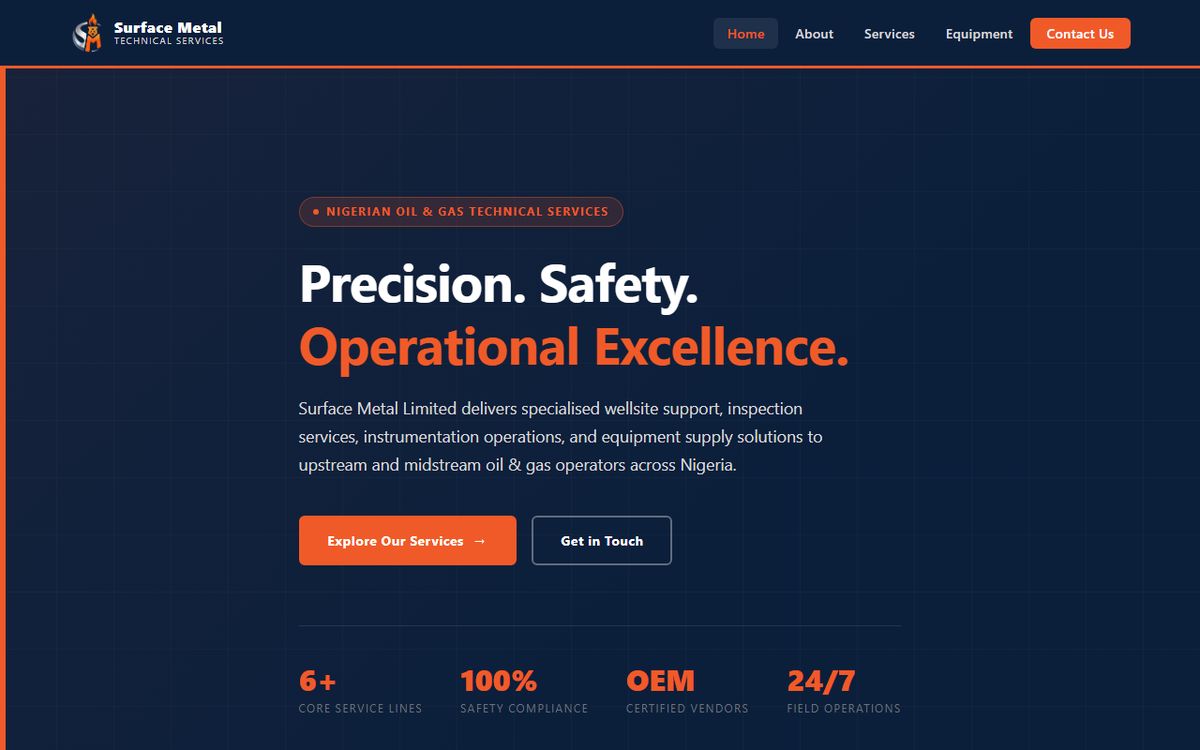 Surface Metal
TECHNICAL SERVICES
Home
About
Services
Equipment
Contact Us
NIGERIAN OIL & GAS TECHNICAL SERVICES
Precision. Safety.
Operational Excellence.
Surface Metal Limited delivers specialised wellsite support, inspection
services, instrumentation operations, and equipment supply solutions to
upstream and midstream oil & gas operators across Nigeria.
Explore Our Services →
Get in Touch
6+
CORE SERVICE LINES
100%
SAFETY COMPLIANCE
OEM
CERTIFIED VENDORS
24/7
FIELD OPERATIONS